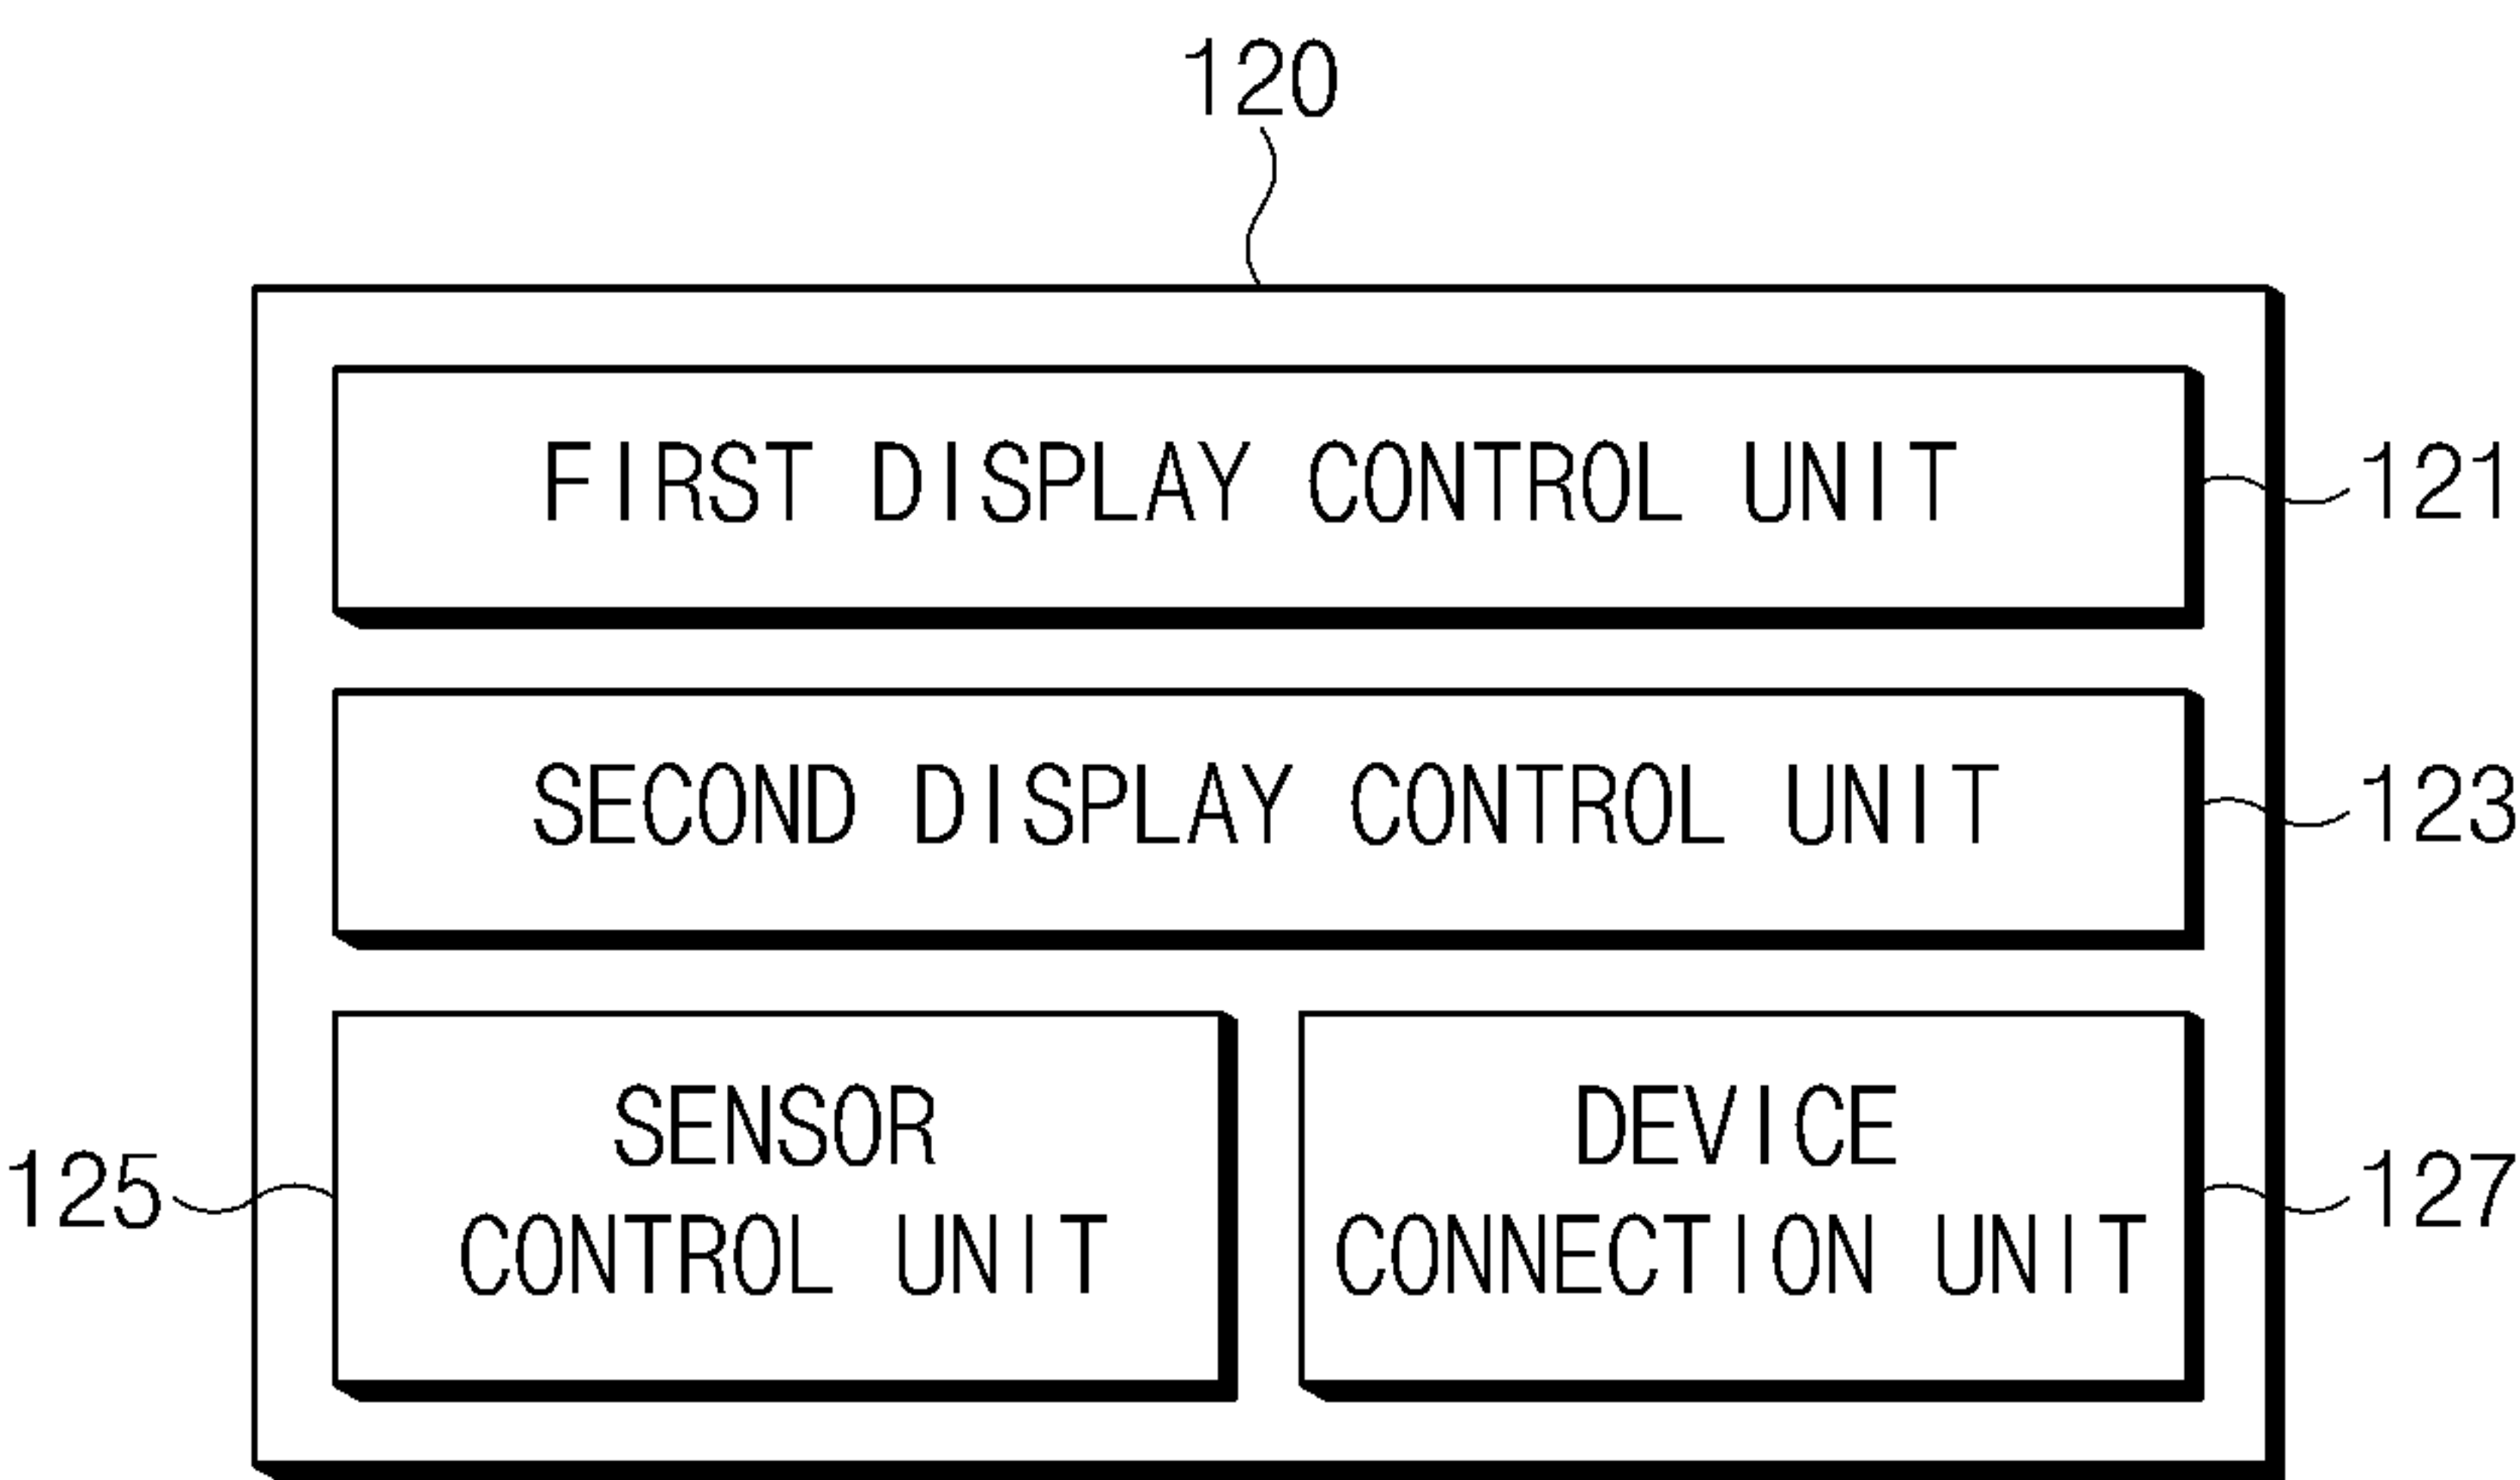 120
FIRST DISPLAY CONTROL UNIT
121
SECOND DISPLAY CONTROL UNIT
123
SENSOR
CONTROL UNIT
125
DEVICE
CONNECTION UNIT
127